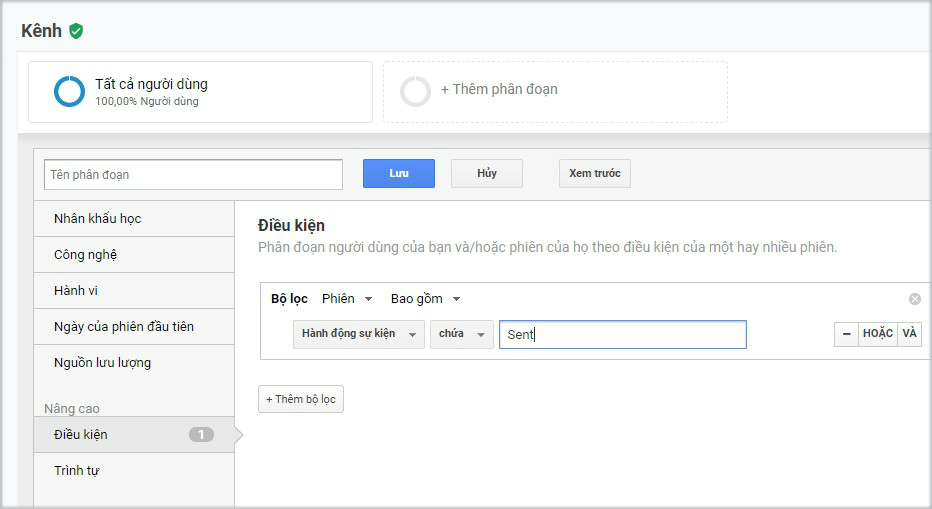 Kênh
Tất cả người dùng
100,00% Người dùng
+ Thêm phân đoạn
Tên phân đoạn
Lưu
Hủy
Xem trước
Nhân khẩu học
Công nghệ
Hành vi
Ngày của phiên đầu tiên
Nguồn lưu lượng
Nâng cao
Điều kiện 1
Trình tự
Điều kiện
Phân đoạn người dùng của bạn và/hoặc phiên của họ theo điều kiện của một hay nhiều phiên.
Bộ lọc Phiên Bao gồm
Hành động sự kiện chứa Sent – HOẶC VÀ
+ Thêm bộ lọc